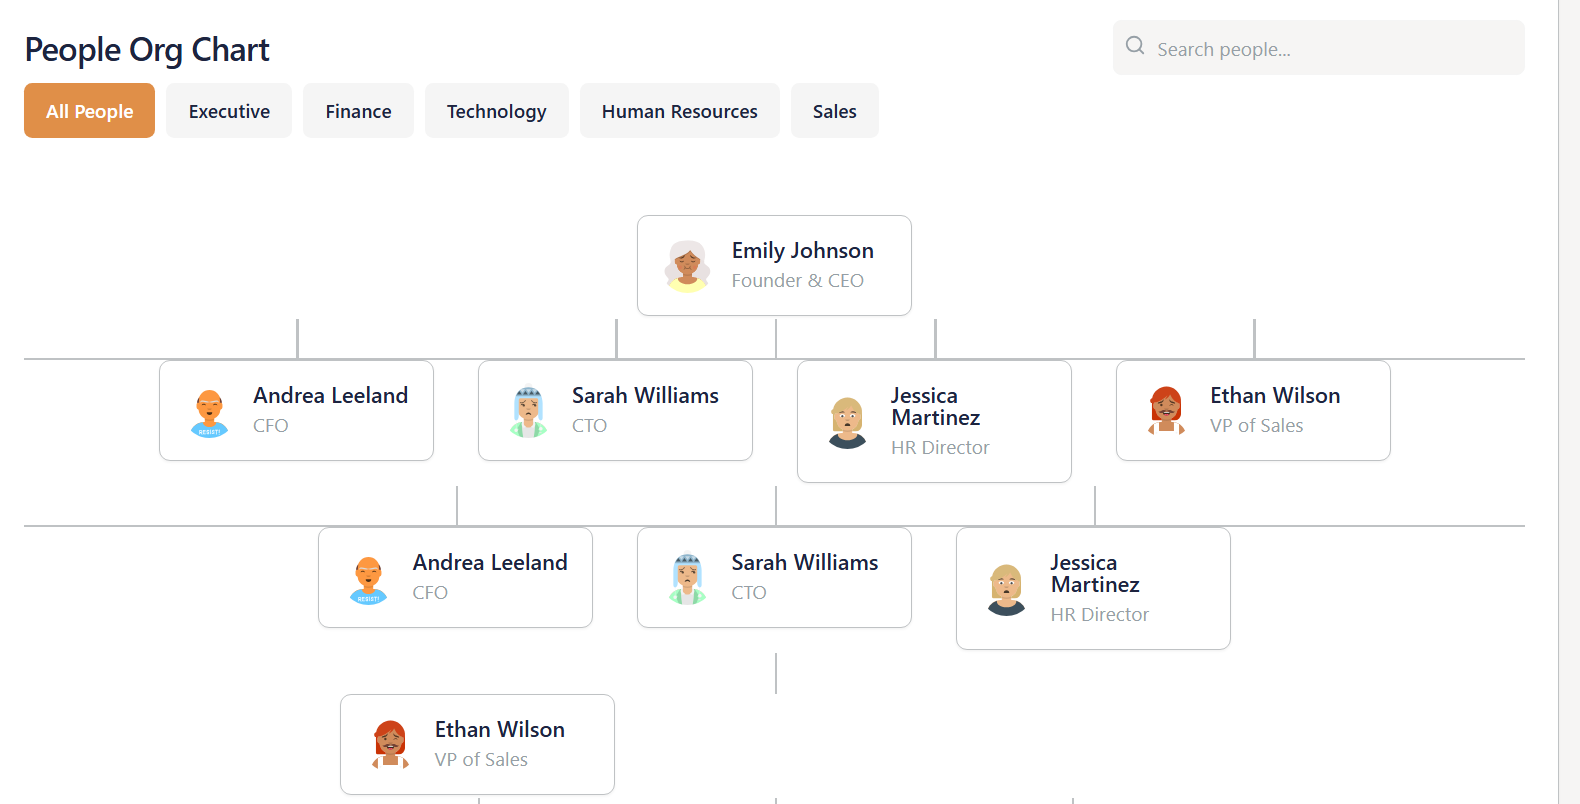 People Org Chart
Search people...
All People
Executive
Finance
Technology
Human Resources
Sales
Emily Johnson
Founder & CEO
Andrea Leeland
CFO
RESIST!
Sarah Williams
CTO
Jessica
Martinez
HR Director
Ethan Wilson
VP of Sales
Andrea Leeland
CFO
RESIST!
Sarah Williams
CTO
Jessica
Martinez
HR Director
Ethan Wilson
VP of Sales